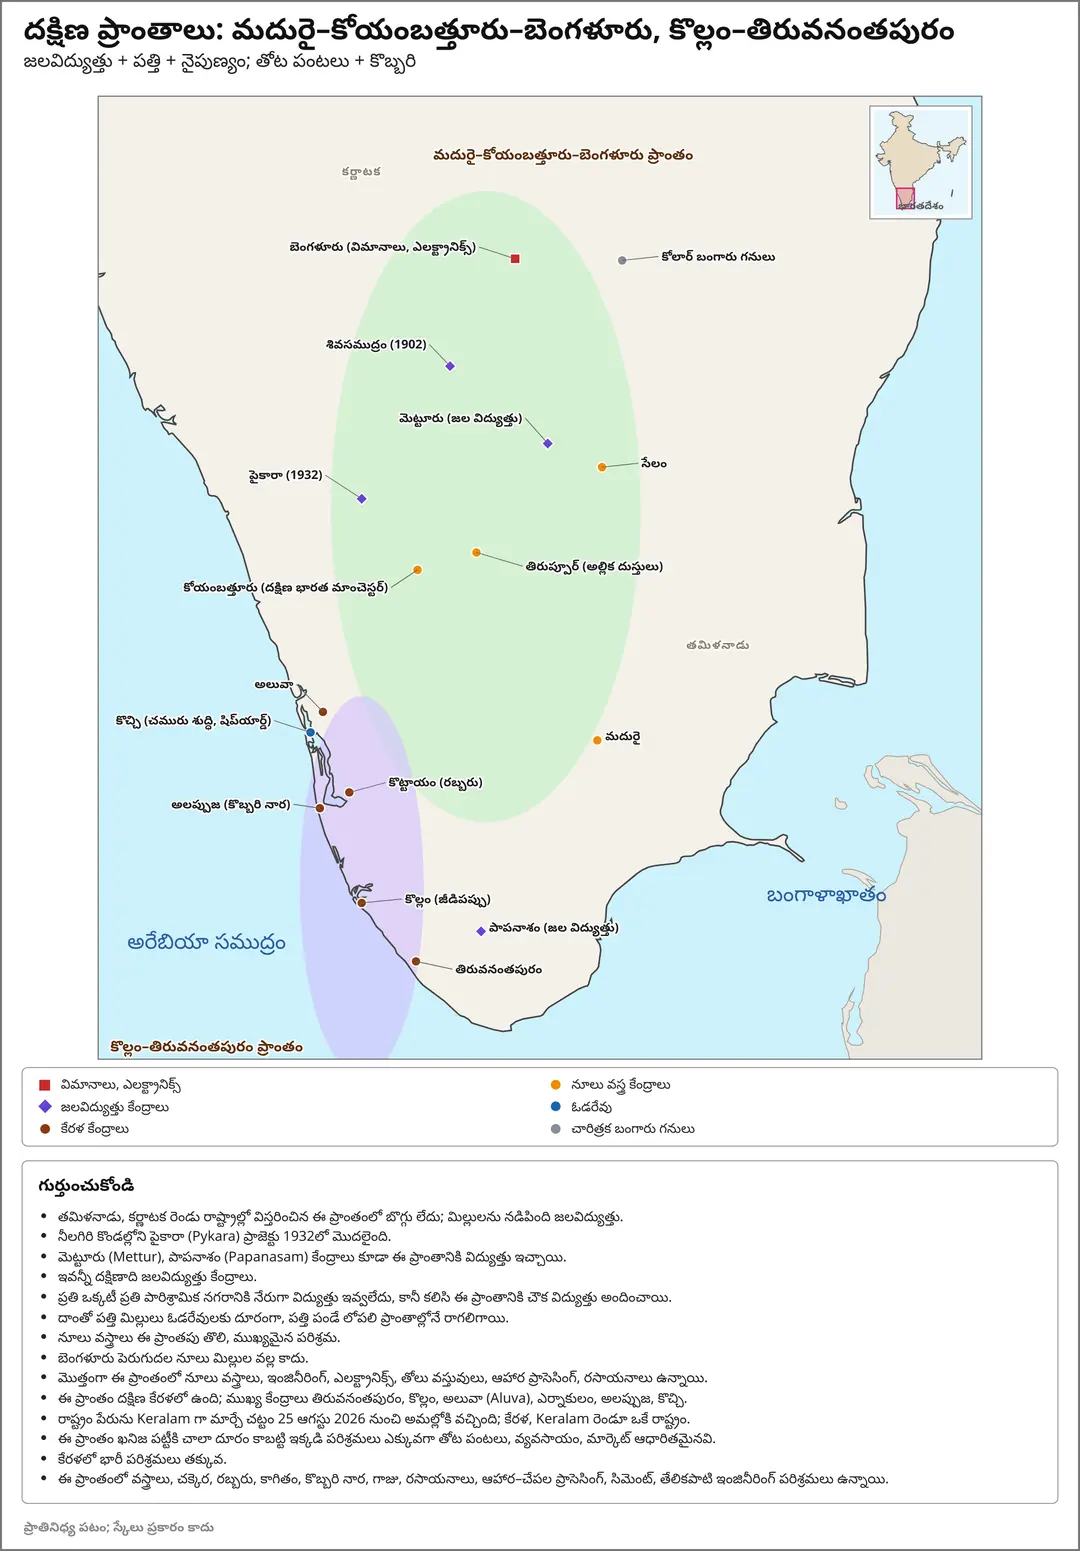 దక్షిణ ప్రాంతాలు: మదురై–కోయంబత్తూరు–బెంగళూరు, కొల్లం–తిరువనంతపురం
జలవిద్యుత్తు + పత్తి + నైపుణ్యం; తోట పంటలు + కొబ్బరి
మదురై–కోయంబత్తూరు–బెంగళూరు ప్రాంతం
కర్ణాటక
భారతదేశం
బెంగళూరు (విమానాలు, ఎలక్ట్రానిక్స్)
కోలార్ బంగారు గనులు
శివసముద్రం (1902)
మెట్టూరు (జల విద్యుత్తు)
సేలం
పైకారా (1932)
తిరుప్పూర్ (అల్లిక దుస్తులు)
కోయంబత్తూరు (దక్షిణ భారత మాంచెస్టర్)
తమిళనాడు
అలువా
కొచ్చి (చమురు శుద్ధి, షిప్‌యార్డ్)
మదురై
కొట్టాయం (రబ్బరు)
అలప్పుజ (కొబ్బరి నార)
బంగాళాఖాతం
కొల్లం (జీడిపప్పు)
పాపనాశం (జల విద్యుత్తు)
అరేబియా సముద్రం
తిరువనంతపురం
కొల్లం–తిరువనంతపురం ప్రాంతం
విమానాలు, ఎలక్ట్రానిక్స్
నూలు వస్త్ర కేంద్రాలు
జలవిద్యుత్తు కేంద్రాలు
ఓడరేవు
కేరళ కేంద్రాలు
చారిత్రక బంగారు గనులు
గుర్తుంచుకోండి
• తమిళనాడు, కర్ణాటక రెండు రాష్ట్రాల్లో విస్తరించిన ఈ ప్రాంతంలో బొగ్గు లేదు; మిల్లులను నడిపింది జలవిద్యుత్తు.
• నీలగిరి కొండల్లోని పైకారా (Pykara) ప్రాజెక్టు 1932లో మొదలైంది.
• మెట్టూరు (Mettur), పాపనాశం (Papanasam) కేంద్రాలు కూడా ఈ ప్రాంతానికి విద్యుత్తు ఇచ్చాయి.
• ఇవన్నీ దక్షిణాది జలవిద్యుత్తు కేంద్రాలు.
• ప్రతి ఒక్కటీ ప్రతి పారిశ్రామిక నగరానికి నేరుగా విద్యుత్తు ఇవ్వలేదు, కానీ కలిసి ఈ ప్రాంతానికి చౌక విద్యుత్తు అందించాయి.
• దాంతో పత్తి మిల్లులు ఓడరేవులకు దూరంగా, పత్తి పండే లోపలి ప్రాంతాల్లోనే రాగలిగాయి.
• నూలు వస్త్రాలు ఈ ప్రాంతపు తొలి, ముఖ్యమైన పరిశ్రమ.
• బెంగళూరు పెరుగుదల నూలు మిల్లుల వల్ల కాదు.
• మొత్తంగా ఈ ప్రాంతంలో నూలు వస్త్రాలు, ఇంజినీరింగ్, ఎలక్ట్రానిక్స్, తోలు వస్తువులు, ఆహార ప్రాసెసింగ్, రసాయనాలు ఉన్నాయి.
• ఈ ప్రాంతం దక్షిణ కేరళలో ఉంది; ముఖ్య కేంద్రాలు తిరువనంతపురం, కొల్లం, అలువా (Aluva), ఎర్నాకులం, అలప్పుజ, కొచ్చి.
• రాష్ట్రం పేరును Keralam గా మార్చే చట్టం 25 ఆగస్టు 2026 నుంచి అమల్లోకి వచ్చింది; కేరళ, Keralam రెండూ ఒకే రాష్ట్రం.
• ఈ ప్రాంతం ఖనిజ పట్టీకి చాలా దూరం కాబట్టి ఇక్కడి పరిశ్రమలు ఎక్కువగా తోట పంటలు, వ్యవసాయం, మార్కెట్ ఆధారితమైనవి.
• కేరళలో భారీ పరిశ్రమలు తక్కువ.
• ఈ ప్రాంతంలో వస్త్రాలు, చక్కెర, రబ్బరు, కాగితం, కొబ్బరి నార, గాజు, రసాయనాలు, ఆహార–చేపల ప్రాసెసింగ్, సిమెంట్, తేలికపాటి ఇంజినీరింగ్ పరిశ్రమలు ఉన్నాయి.
ప్రాతినిధ్య పటం; స్కేలు ప్రకారం కాదు